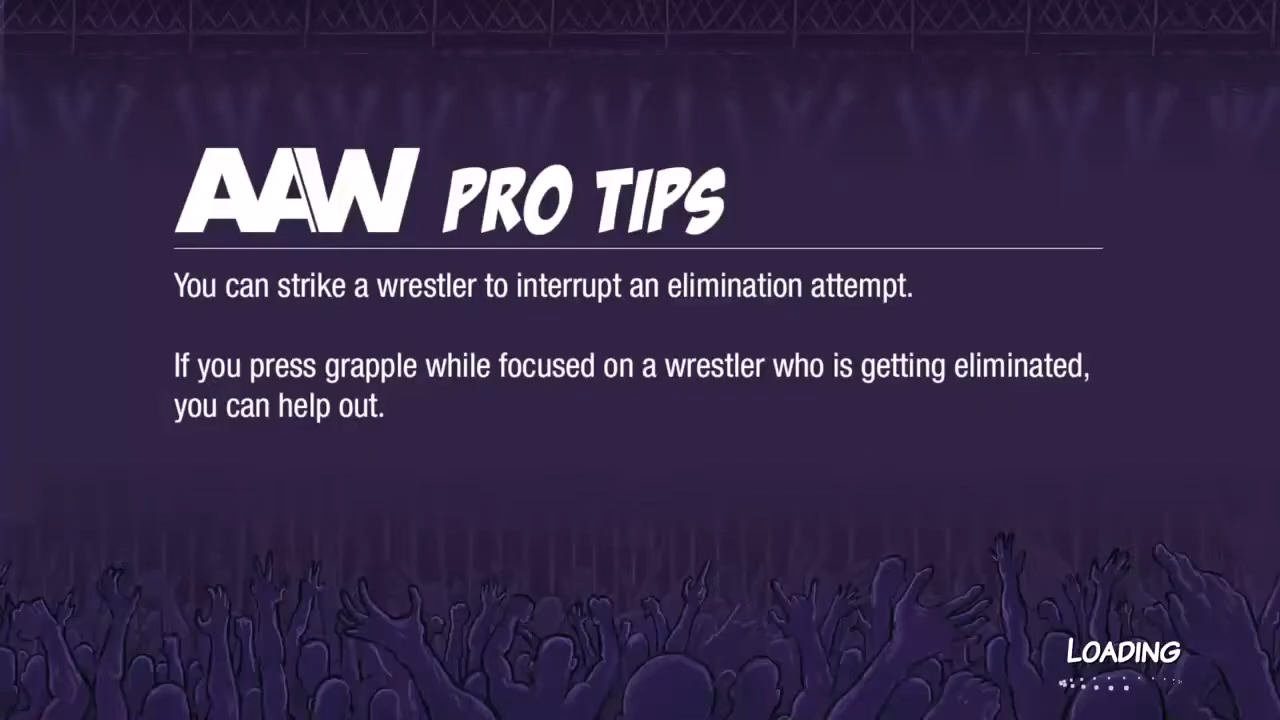 AAW PRO TIPS
You can strike a wrestler to interrupt an elimination attempt.
If you press grapple while focused on a wrestler who is getting eliminated,
you can help out.
LOADING